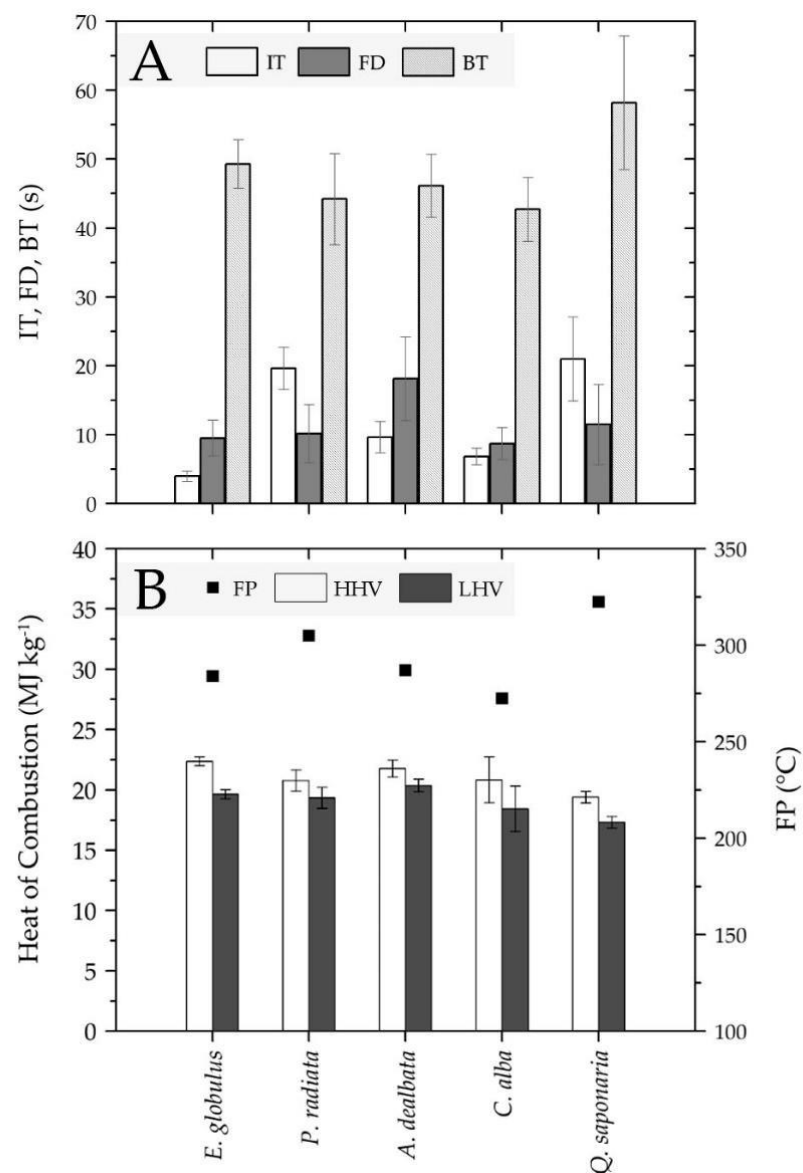 A IT FD BT
70
60
50
40
30
20
10
0
IT, FD, BT (s)
B FP HHV LHV
40
35
30
25
20
15
10
5
0
Heat of Combustion (MJ kg⁻¹)
350
300
250
200
150
100
FP (°C)
E. globulus
P. radiata
A. dealbata
C. alba
Q. saponaria